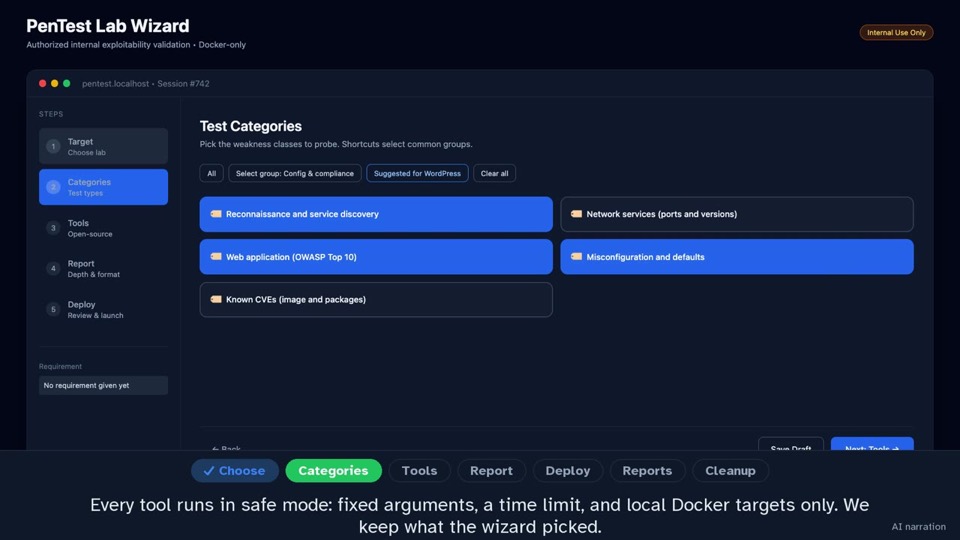 PenTest Lab Wizard
Authorized internal exploitability validation • Docker-only
Internal Use Only
pentest.localhost • Session #742
STEPS
1
Target
Choose lab
2
Categories
Test types
3
Tools
Open-source
4
Report
Depth & format
5
Deploy
Review & launch
Requirement
No requirement given yet
Test Categories
Pick the weakness classes to probe. Shortcuts select common groups.
All
Select group: Config & compliance
Suggested for WordPress
Clear all
Reconnaissance and service discovery
Network services (ports and versions)
Web application (OWASP Top 10)
Misconfiguration and defaults
Known CVEs (image and packages)
← Back
Save Draft
Next: Tools →
✓ Choose
Categories
Tools
Report
Deploy
Reports
Cleanup
Every tool runs in safe mode: fixed arguments, a time limit, and local Docker targets only. We
keep what the wizard picked.
AI narration